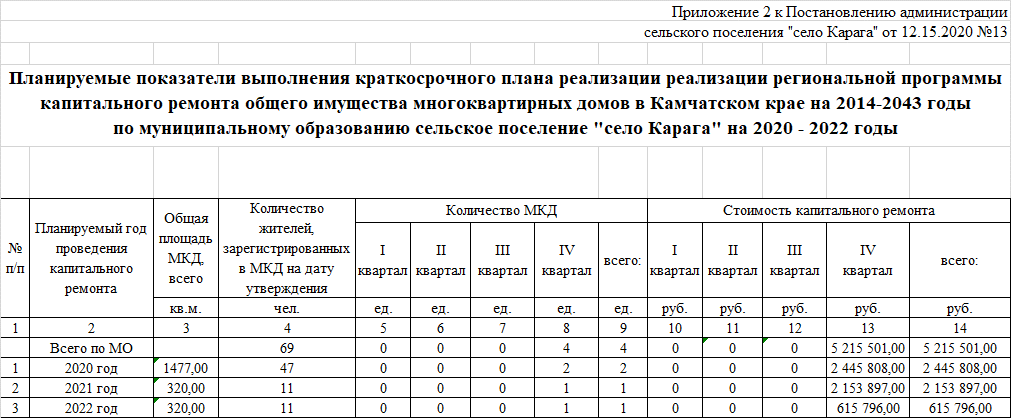 Приложение 2 к Постановлению администрации
сельского поселения "село Карага" от 12.15.2020 №13
Планируемые показатели выполнения краткосрочного плана реализации реализации региональной программы
капитального ремонта общего имущества многоквартирных домов в Камчатском крае на 2014-2043 годы
по муниципальному образованию сельское поселение "село Карага" на 2020 - 2022 годы
№ п/п
Планируемый год проведения капитального ремонта
Общая площадь МКД, всего
Количество жителей, зарегистрированных в МКД на дату утверждения
Количество МКД
Стоимость капитального ремонта
I квартал II квартал III квартал IV квартал всего: I квартал II квартал III квартал IV квартал всего:
кв.м. чел. ед. ед. ед. ед. ед. руб. руб. руб. руб. руб.
1 2 3 4 5 6 7 8 9 10 11 12 13 14
Всего по МО 69 0 0 0 4 4 0 0 0 5 215 501,00 5 215 501,00
1 2020 год 1477,00 47 0 0 0 2 2 0 0 0 2 445 808,00 2 445 808,00
2 2021 год 320,00 11 0 0 0 1 1 0 0 0 2 153 897,00 2 153 897,00
3 2022 год 320,00 11 0 0 0 1 1 0 0 0 615 796,00 615 796,00